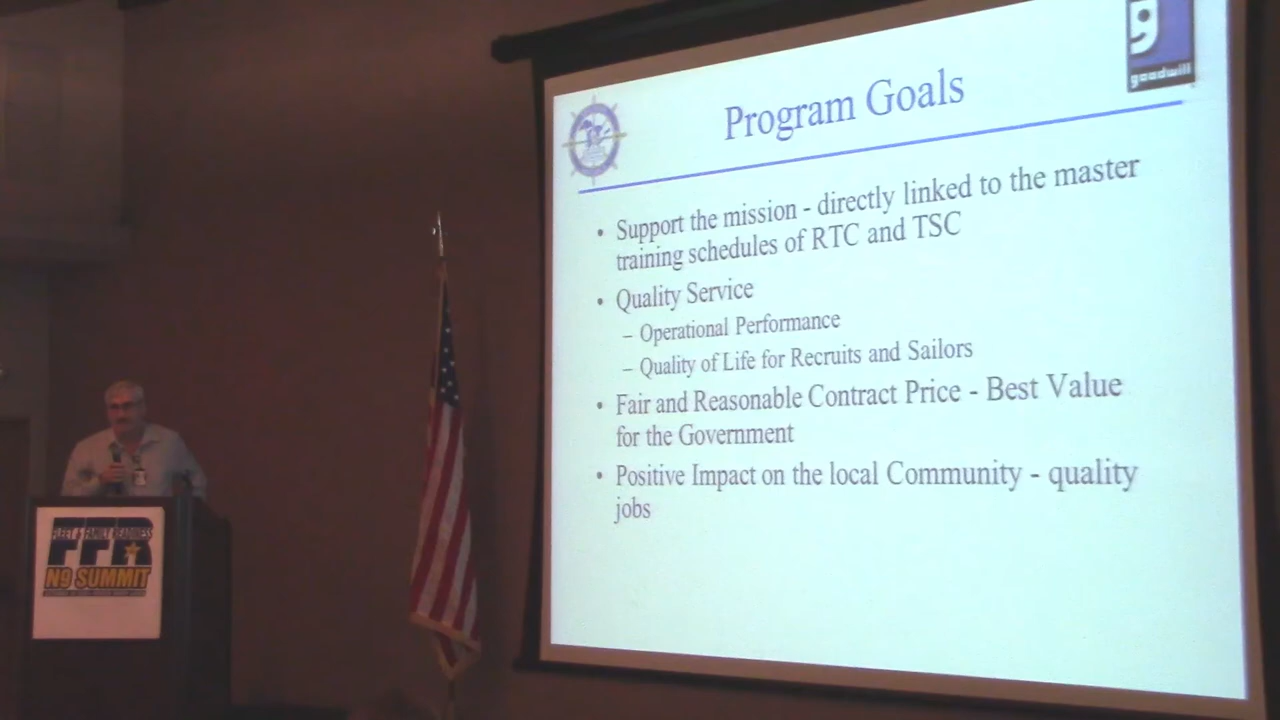 goodwill
Program Goals
• Support the mission - directly linked to the master
training schedules of RTC and TSC
• Quality Service
– Operational Performance
– Quality of Life for Recruits and Sailors
• Fair and Reasonable Contract Price - Best Value
for the Government
• Positive Impact on the local Community - quality
jobs
FLEET & FAMILY READINESS
FFR
N9 SUMMIT